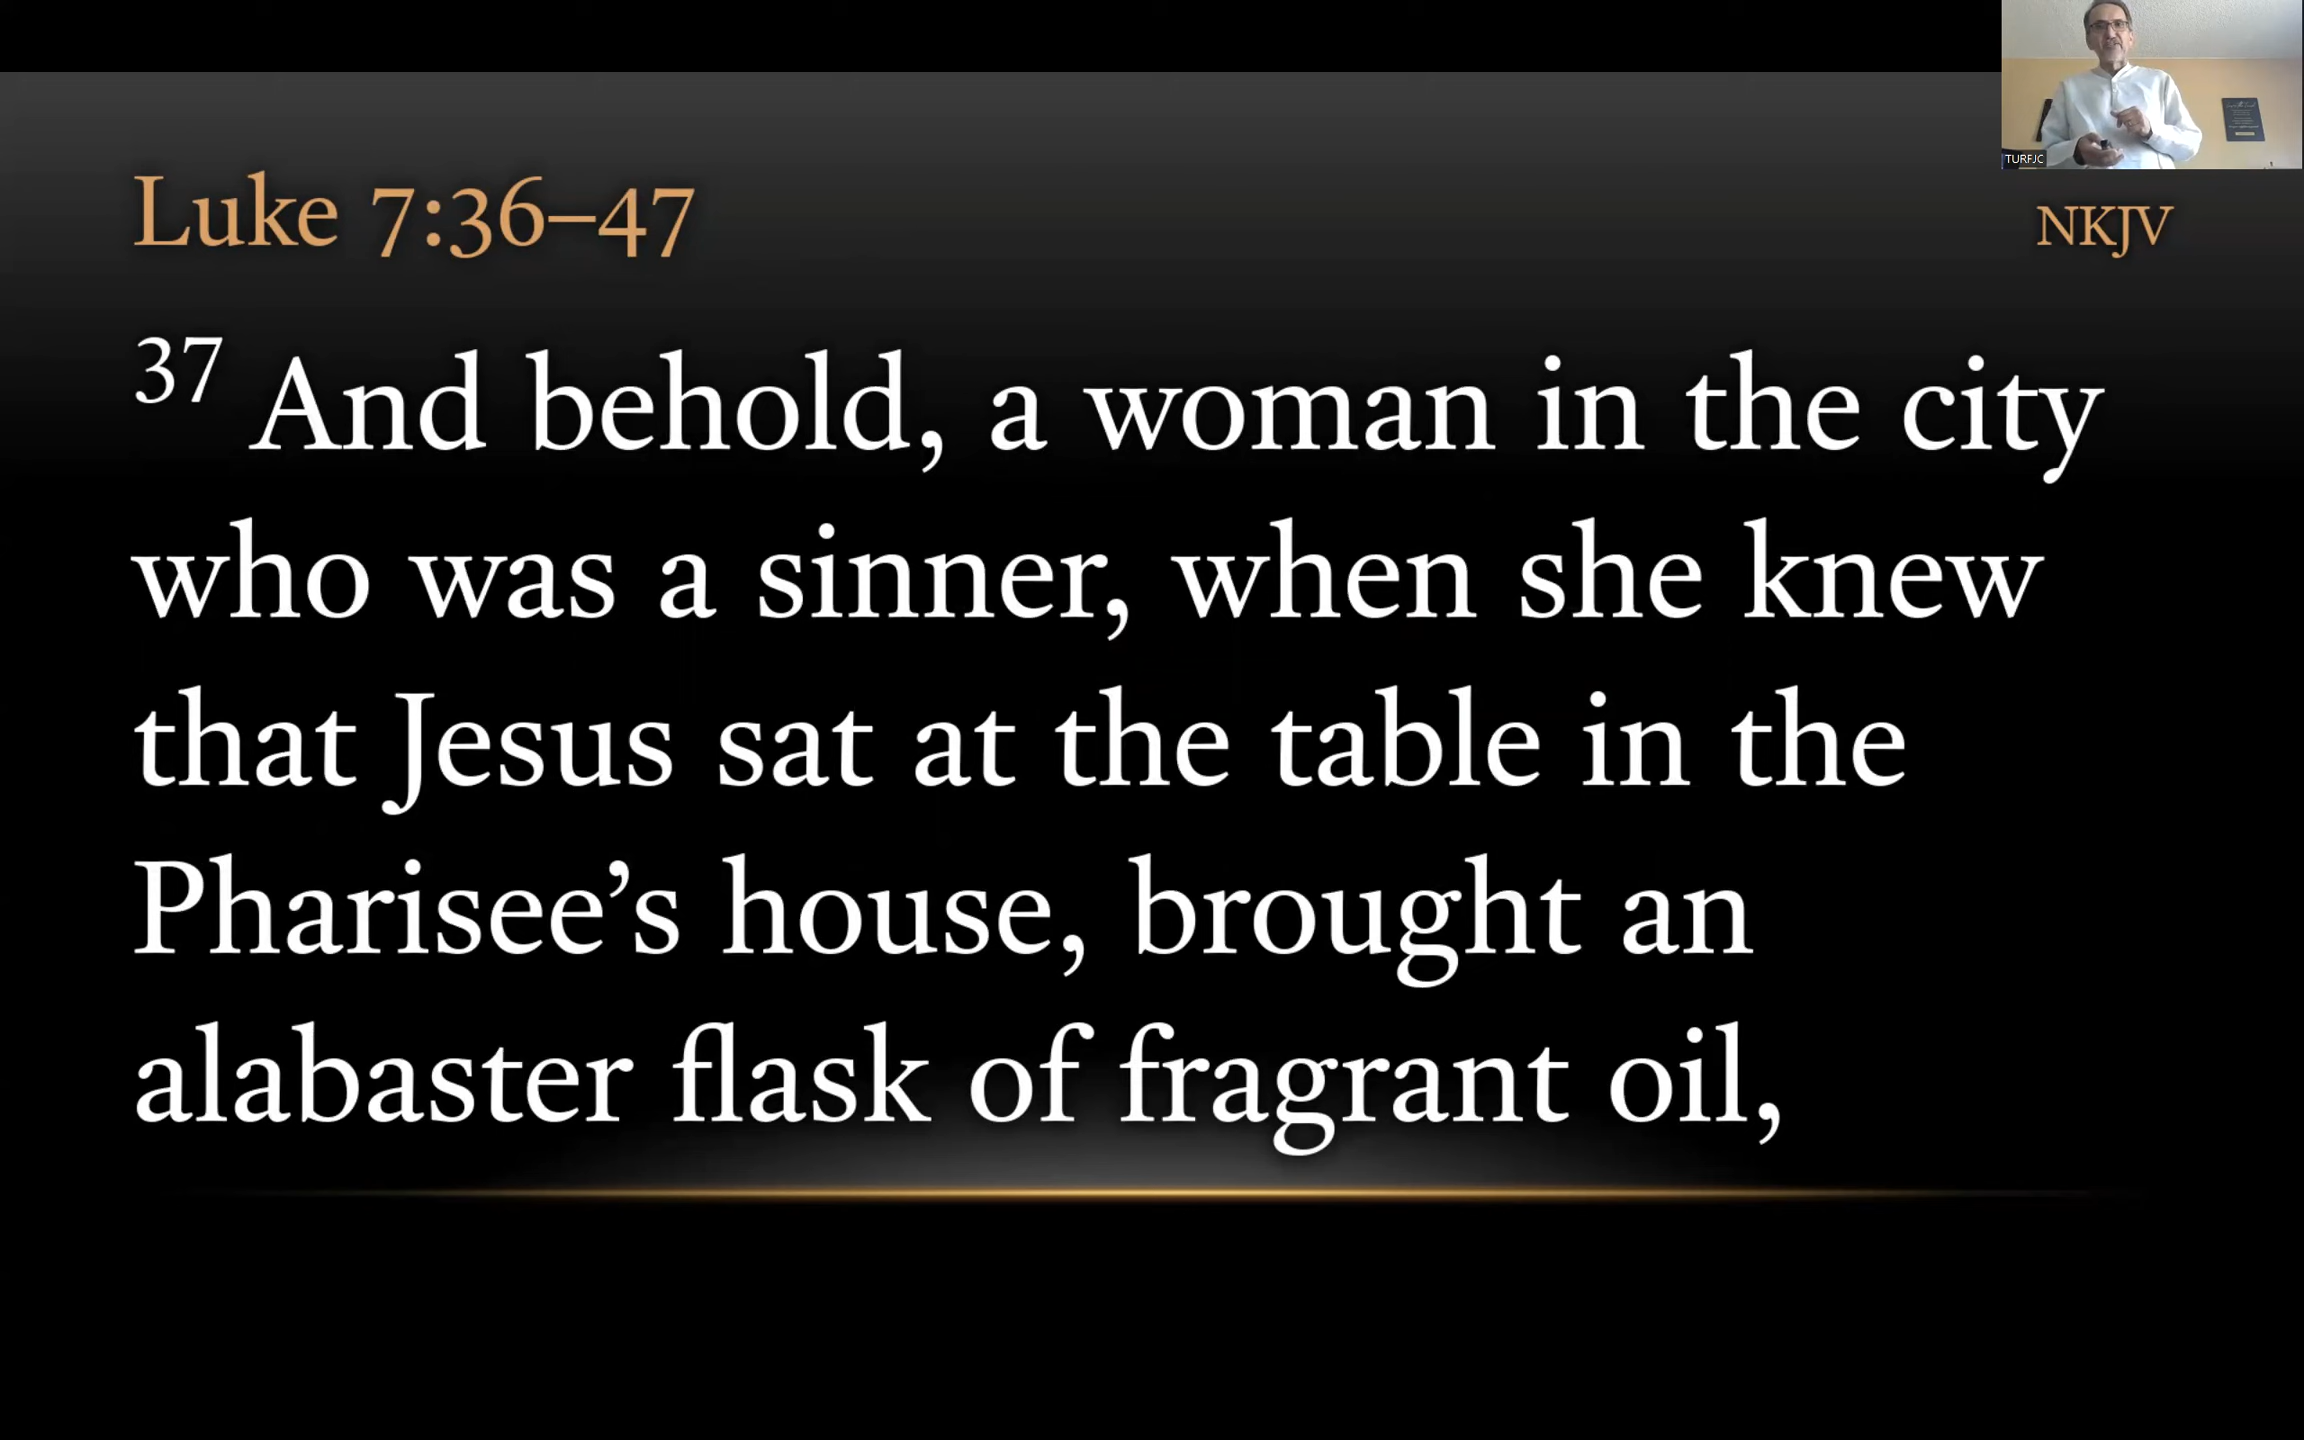 TURFJC
Luke 7:36–47
NKJV
37 And behold, a woman in the city
who was a sinner, when she knew
that Jesus sat at the table in the
Pharisee’s house, brought an
alabaster flask of fragrant oil,